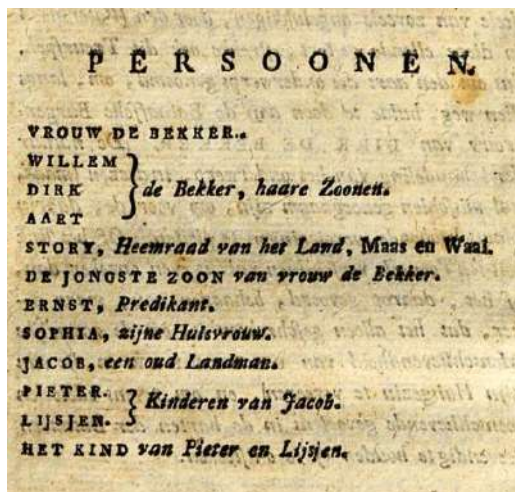 PERSOONEN.
VROUW DE BEKKER.
WILLEM
DIRK } de Bekker, haare Zoonen.
AART
STORY, Heemraad van het Land, Maas en Waal.
DE JONGSTE ZOON van vrouw de Bekker.
ERNST, Predikant.
SOPHIA, zijne Huisvrouw.
JACOB, een oud Landman.
PIETER.
LIJSJEN. } Kinderen van Jacob.
HET KIND van Pieter en Lijsjen.